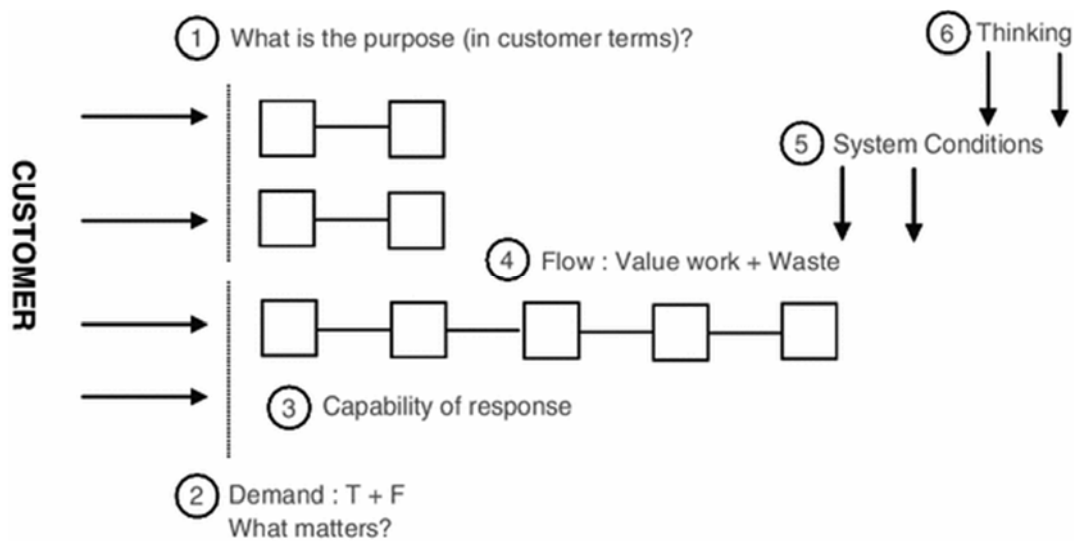 1 What is the purpose (in customer terms)?
6 Thinking
5 System Conditions
CUSTOMER
4 Flow : Value work + Waste
3 Capability of response
2 Demand : T + F
What matters?